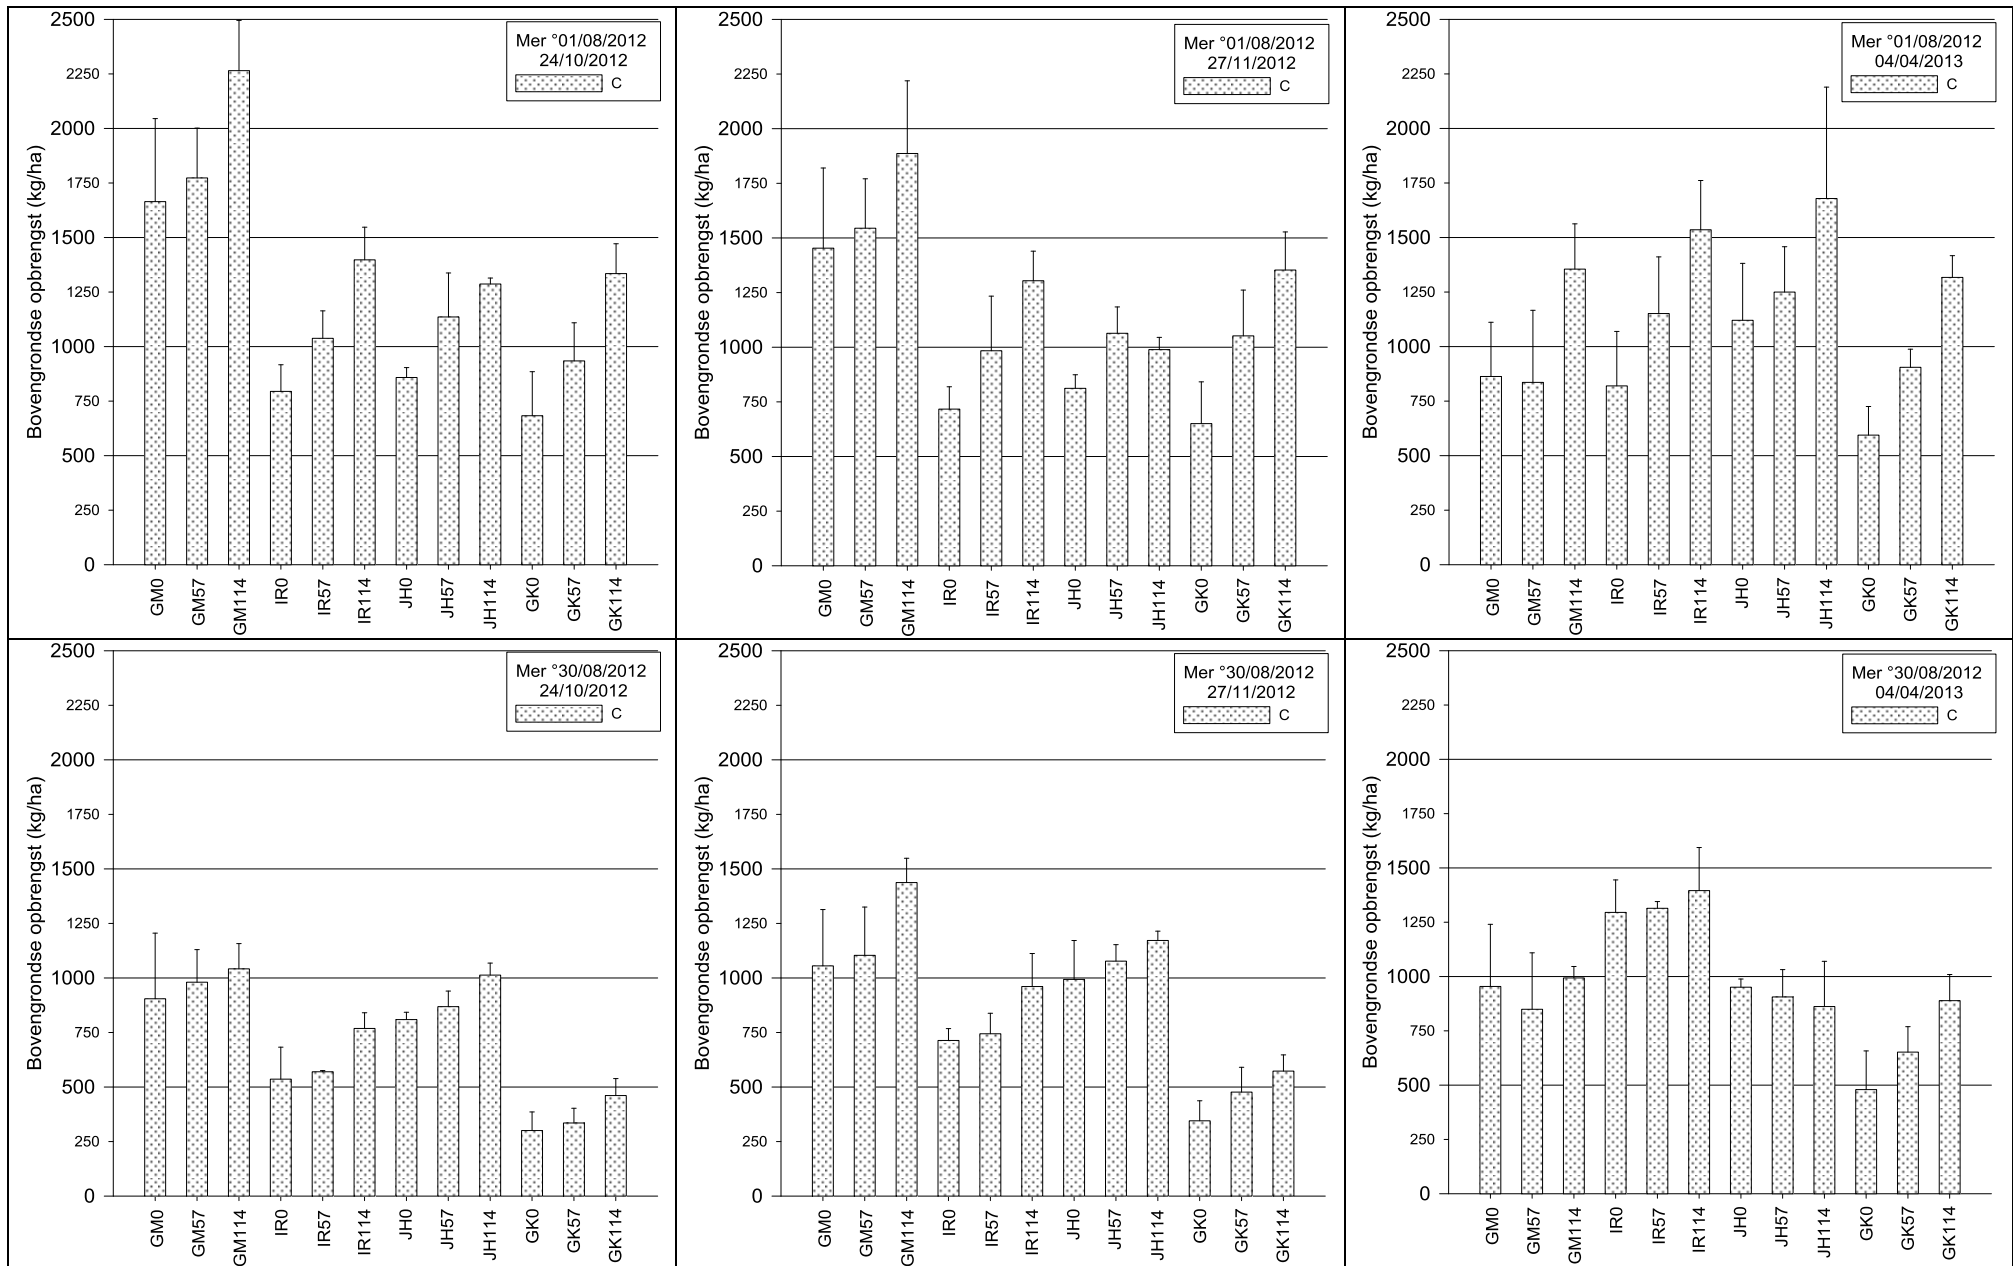 Bovengrondse opbrengst (kg/ha)
2500
2250
2000
1750
1500
1250
1000
750
500
250
0
Mer °01/08/2012
24/10/2012
C
GM0
GM57
GM114
IR0
IR57
IR114
JH0
JH57
JH114
GK0
GK57
GK114
Bovengrondse opbrengst (kg/ha)
2500
2250
2000
1750
1500
1250
1000
750
500
250
0
Mer °01/08/2012
27/11/2012
C
GM0
GM57
GM114
IR0
IR57
IR114
JH0
JH57
JH114
GK0
GK57
GK114
Bovengrondse opbrengst (kg/ha)
2500
2250
2000
1750
1500
1250
1000
750
500
250
0
Mer °01/08/2012
04/04/2013
C
GM0
GM57
GM114
IR0
IR57
IR114
JH0
JH57
JH114
GK0
GK57
GK114
Bovengrondse opbrengst (kg/ha)
2500
2250
2000
1750
1500
1250
1000
750
500
250
0
Mer °30/08/2012
24/10/2012
C
GM0
GM57
GM114
IR0
IR57
IR114
JH0
JH57
JH114
GK0
GK57
GK114
Bovengrondse opbrengst (kg/ha)
2500
2250
2000
1750
1500
1250
1000
750
500
250
0
Mer °30/08/2012
27/11/2012
C
GM0
GM57
GM114
IR0
IR57
IR114
JH0
JH57
JH114
GK0
GK57
GK114
Bovengrondse opbrengst (kg/ha)
2500
2250
2000
1750
1500
1250
1000
750
500
250
0
Mer °30/08/2012
04/04/2013
C
GM0
GM57
GM114
IR0
IR57
IR114
JH0
JH57
JH114
GK0
GK57
GK114